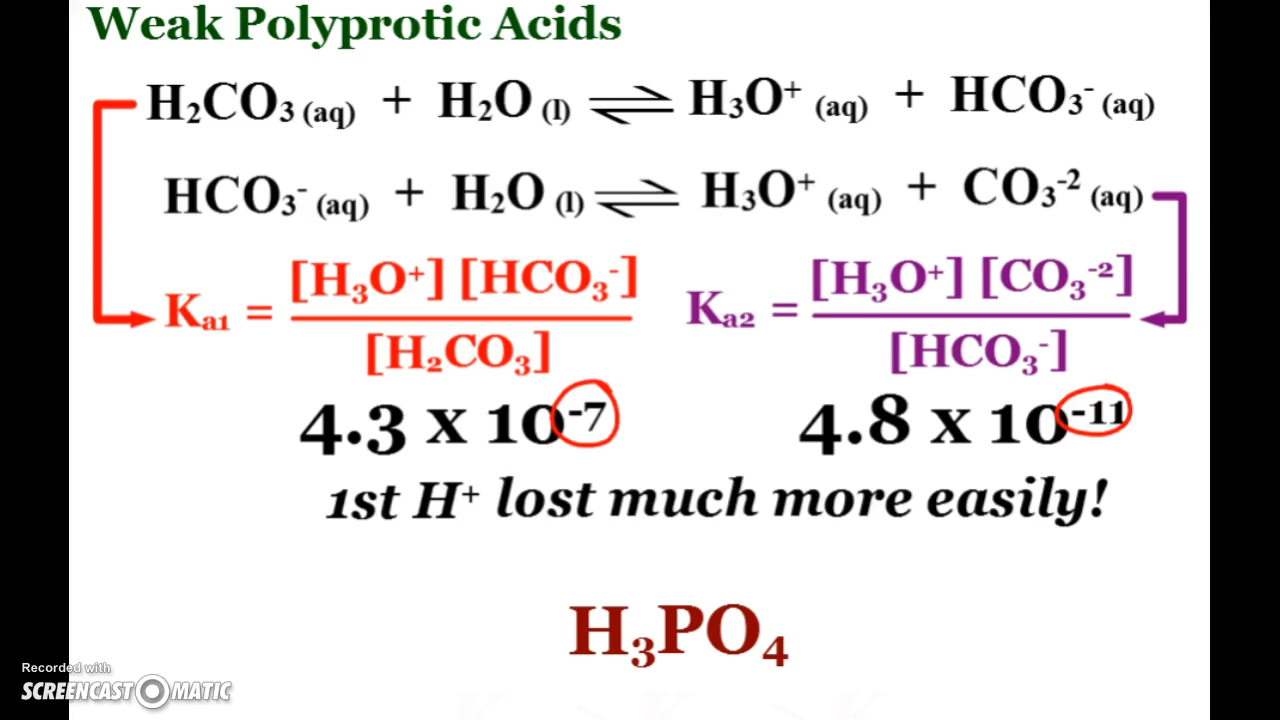 Weak Polyprotic Acids
H₂CO₃ (aq) + H₂O (l) ⇌ H₃O⁺ (aq) + HCO₃⁻ (aq)
HCO₃⁻ (aq) + H₂O (l) ⇌ H₃O⁺ (aq) + CO₃⁻² (aq)
[H₃O⁺] [HCO₃⁻] [H₃O⁺] [CO₃⁻²]
Kₐ₁ = Kₐ₂ =
[H₂CO₃] [HCO₃⁻]
4.3 x 10⁻⁷ 4.8 x 10⁻¹¹
1st H⁺ lost much more easily!
H₃PO₄
Recorded with
SCREENCAST MATIC